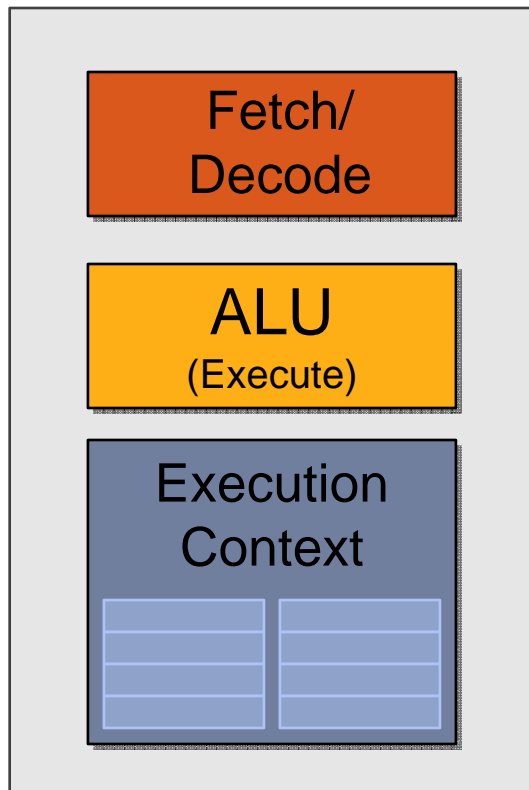 Fetch/
Decode
ALU
(Execute)
Execution
Context